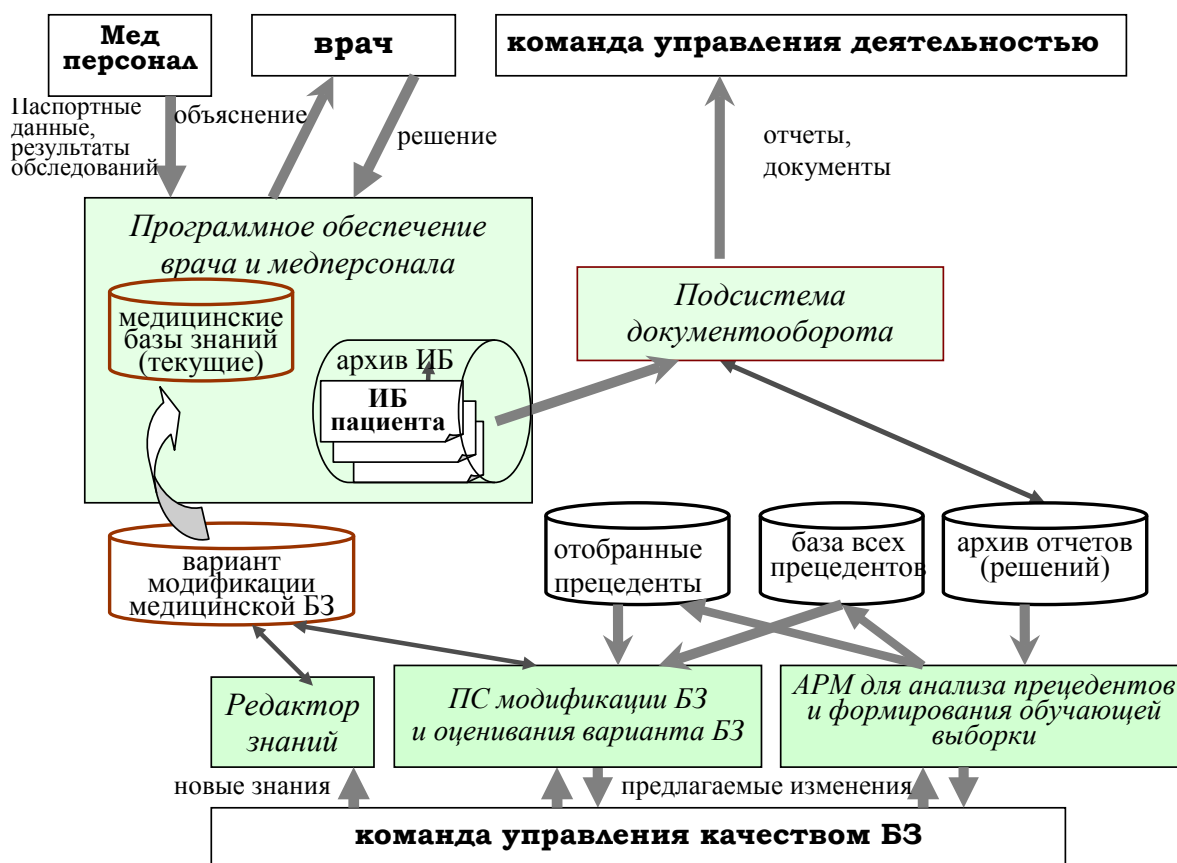 Мед
персонал
врач
команда управления деятельностью
Паспортные
данные,
результаты
обследований
объяснение
решение
отчеты,
документы
Программное обеспечение
врача и медперсонала
медицинские
базы знаний
(текущие)
архив ИБ
ИБ
пациента
Подсистема
документооборота
вариант
модификации
медицинской БЗ
отобранные
прецеденты
база всех
прецедентов
архив отчетов
(решений)
Редактор
знаний
ПС модификации БЗ
и оценивания варианта БЗ
АРМ для анализа прецедентов
и формирования обучающей
выборки
новые знания
предлагаемые изменения
команда управления качеством БЗ